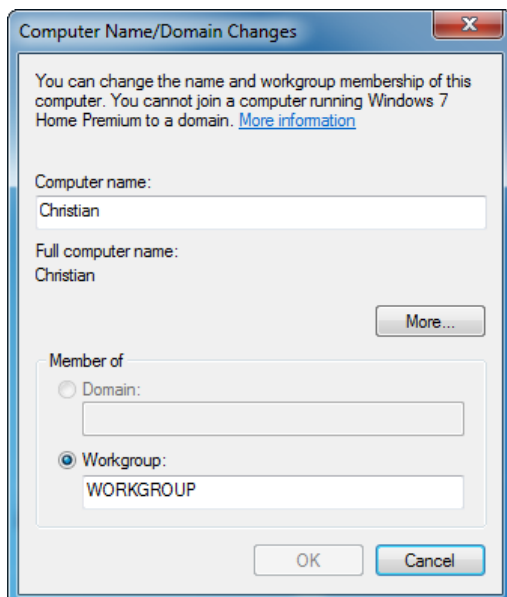 Computer Name/Domain Changes
You can change the name and workgroup membership of this
computer. You cannot join a computer running Windows 7
Home Premium to a domain. More information
Computer name:
Christian
Full computer name:
Christian
More...
Member of
Domain:
Workgroup:
WORKGROUP
OK
Cancel